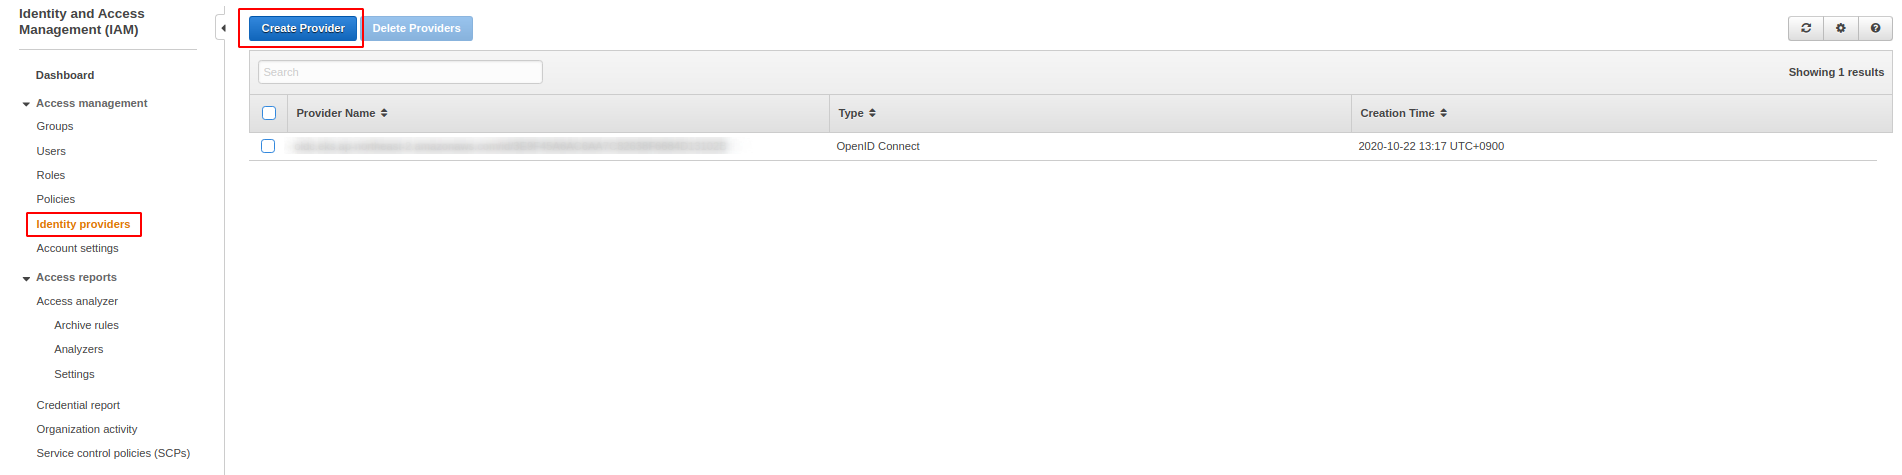 Identity and Access
Management (IAM)
Dashboard
Access management
Groups
Users
Roles
Policies
Identity providers
Account settings
Access reports
Access analyzer
Archive rules
Analyzers
Settings
Credential report
Organization activity
Service control policies (SCPs)
Create Provider Delete Providers
Search
Showing 1 results
Provider Name Type Creation Time
OpenID Connect 2020-10-22 13:17 UTC+0900